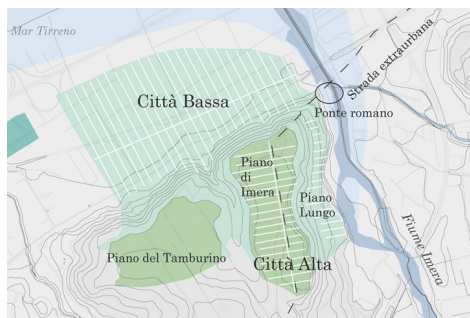 Mar Tirreno
Strada extraurbana
Città Bassa
Ponte romano
Piano
di
Imera
Piano
Lungo
Fiume Imera
Piano del Tamburino
Città Alta